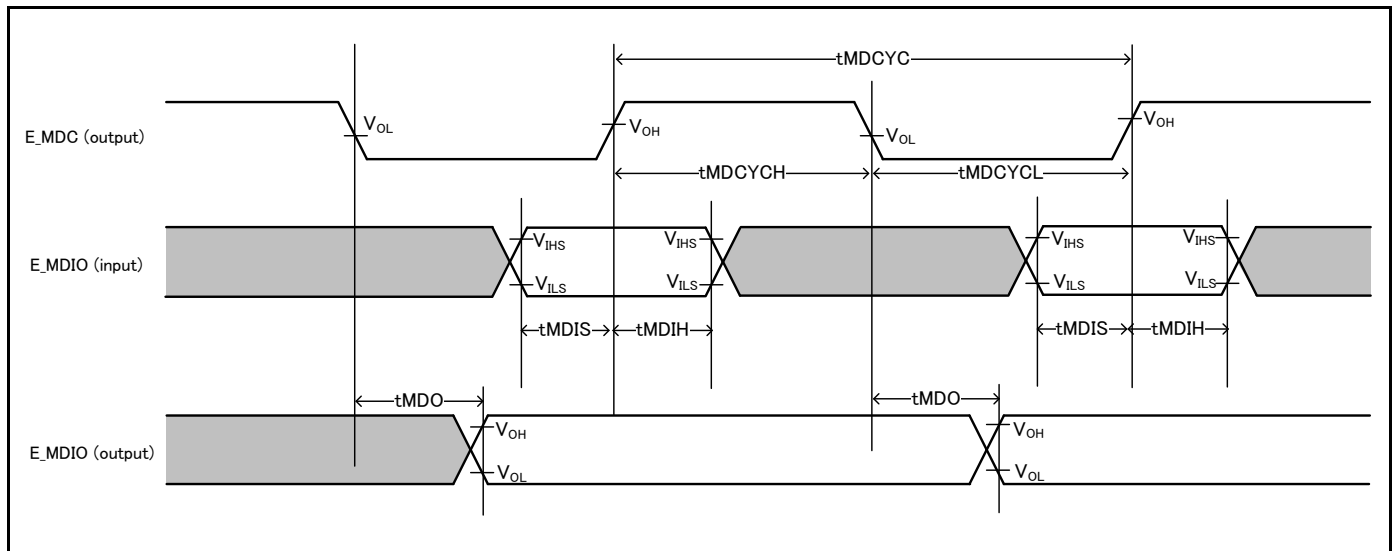 tMDCYC
E_MDC (output)
VOL
VOH
VOL
VOH
tMDCYCH
tMDCYCL
E_MDIO (input)
VIHS
VIHS
VIHS
VIHS
VILS
VILS
VILS
VILS
tMDIS
tMDIH
tMDIS
tMDIH
tMDO
tMDO
E_MDIO (output)
VOH
VOH
VOL
VOL